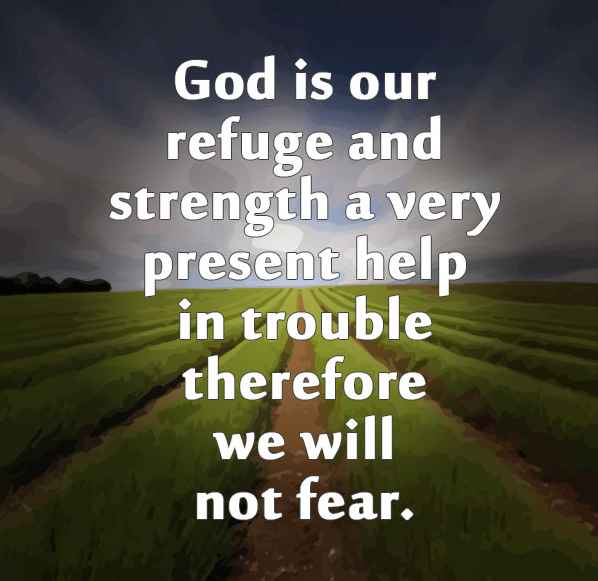 God is our
refuge and
strength a very
present help
in trouble
therefore
we will
not fear.